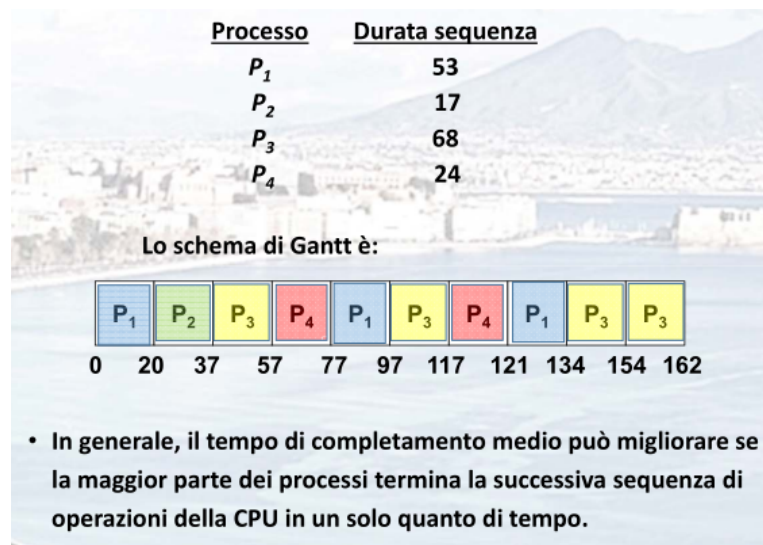 Processo Durata sequenza
P1 53
P2 17
P3 68
P4 24
Lo schema di Gantt è:
P1 P2 P3 P4 P1 P3 P4 P1 P3 P3
0 20 37 57 77 97 117 121 134 154 162
• In generale, il tempo di completamento medio può migliorare se
la maggior parte dei processi termina la successiva sequenza di
operazioni della CPU in un solo quanto di tempo.